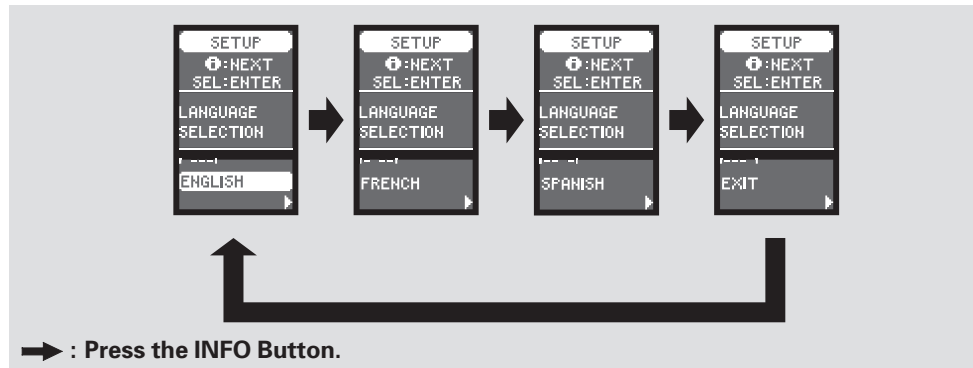 SETUP
i:NEXT
SEL:ENTER
LANGUAGE
SELECTION
ENGLISH
SETUP
i:NEXT
SEL:ENTER
LANGUAGE
SELECTION
FRENCH
SETUP
i:NEXT
SEL:ENTER
LANGUAGE
SELECTION
SPANISH
SETUP
i:NEXT
SEL:ENTER
LANGUAGE
SELECTION
EXIT
: Press the INFO Button.